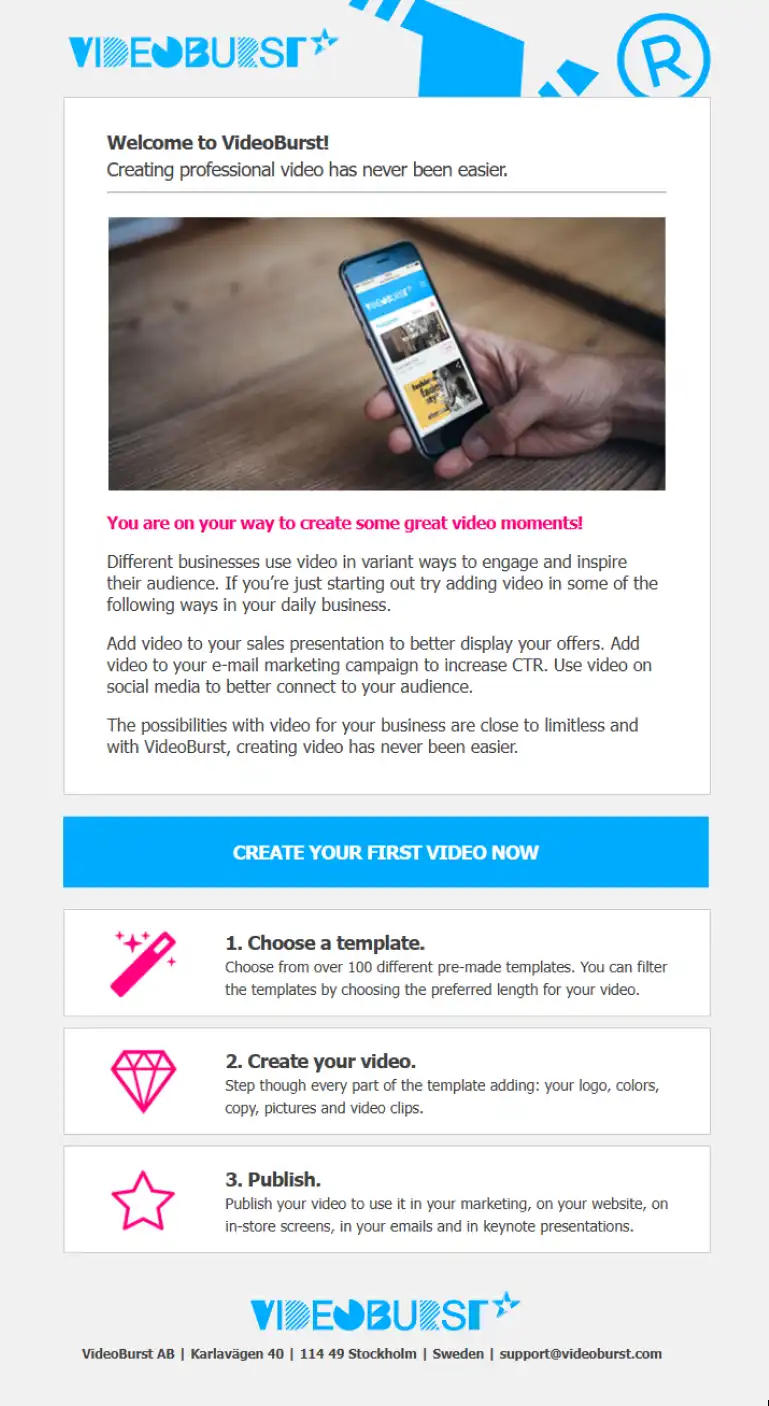 VIDEOBURST
®
Welcome to VideoBurst!
Creating professional video has never been easier.
VIDEOBURST
You are on your way to create some great video moments!
Different businesses use video in variant ways to engage and inspire
their audience. If you’re just starting out try adding video in some of the
following ways in your daily business.
Add video to your sales presentation to better display your offers. Add
video to your e-mail marketing campaign to increase CTR. Use video on
social media to better connect to your audience.
The possibilities with video for your business are close to limitless and
with VideoBurst, creating video has never been easier.
CREATE YOUR FIRST VIDEO NOW
1. Choose a template.
Choose from over 100 different pre-made templates. You can filter
the templates by choosing the preferred length for your video.
2. Create your video.
Step though every part of the template adding: your logo, colors,
copy, pictures and video clips.
3. Publish.
Publish your video to use it in your marketing, on your website, on
in-store screens, in your emails and in keynote presentations.
VIDEOBURST
VideoBurst AB | Karlavägen 40 | 114 49 Stockholm | Sweden | support@videoburst.com